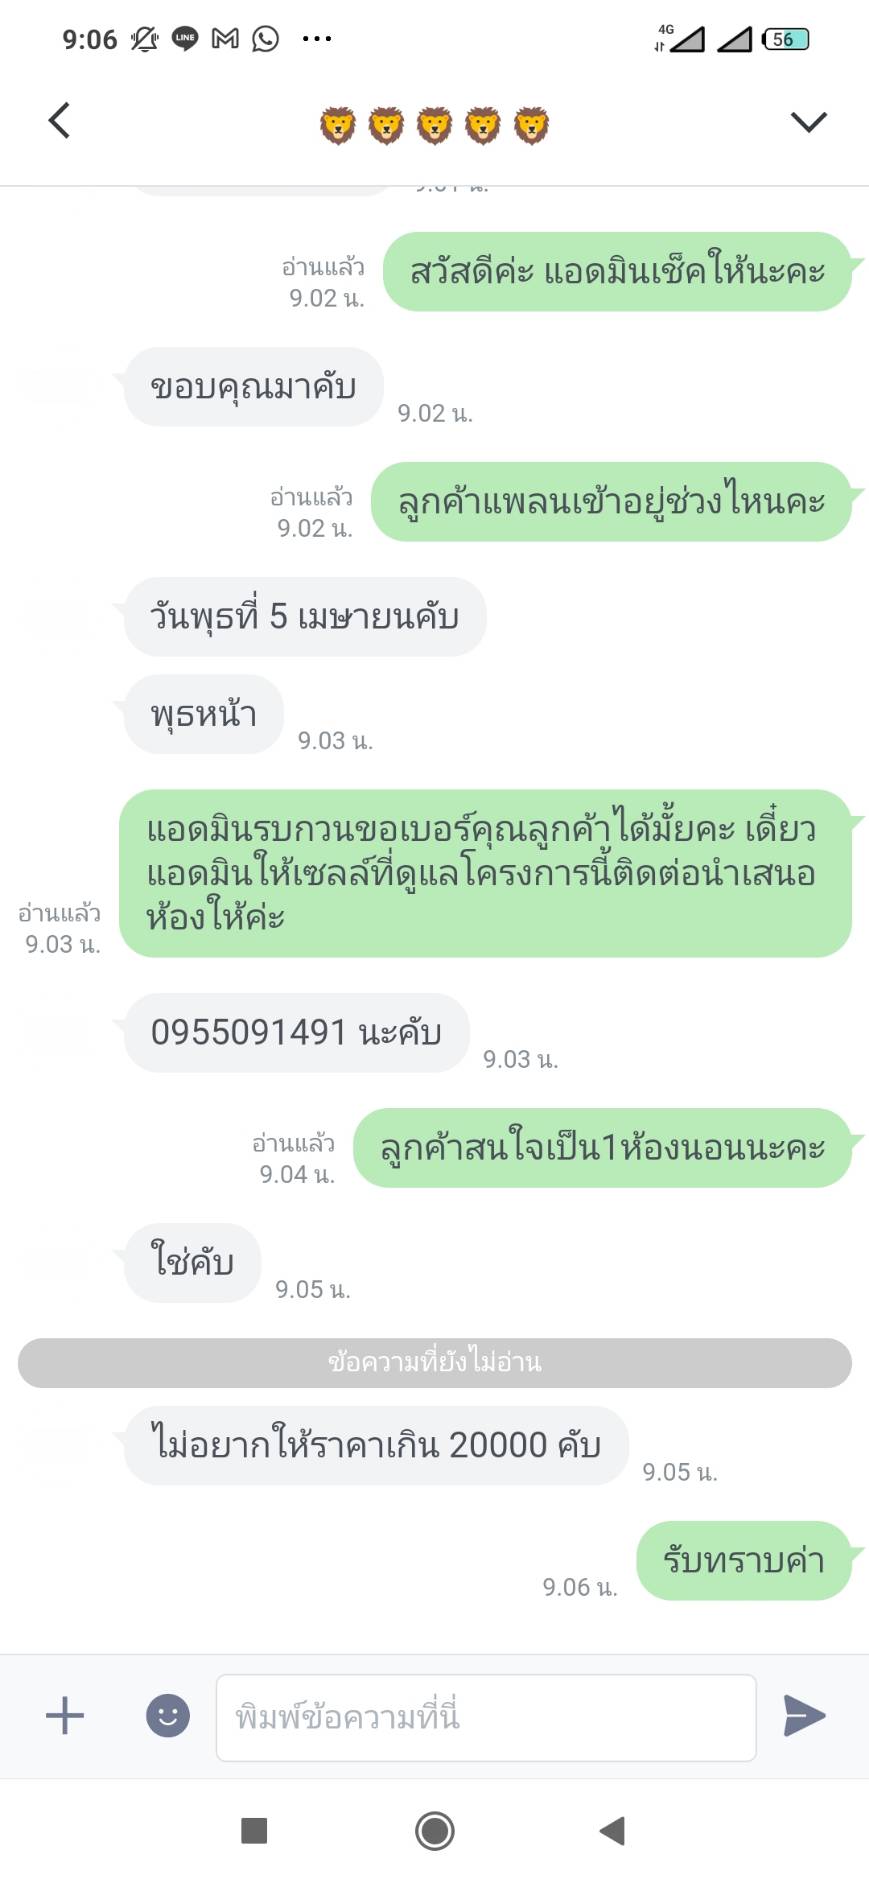 9:06
LINE
4G
56
🦁🦁🦁🦁🦁
สวัสดีค่ะ แอดมินเช็คให้นะคะ
อ่านแล้ว
9.02 น.
ขอบคุณมาคับ
9.02 น.
ลูกค้าแพลนเข้าอยู่ช่วงไหนคะ
อ่านแล้ว
9.02 น.
วันพุธที่ 5 เมษายนคับ
พุธหน้า
9.03 น.
แอดมินรบกวนขอเบอร์คุณลูกค้าได้มั้ยคะ เดี๋ยว
แอดมินให้เซลล์ที่ดูแลโครงการนี้ติดต่อนำเสนอ
ห้องให้ค่ะ
อ่านแล้ว
9.03 น.
0955091491 นะคับ
9.03 น.
ลูกค้าสนใจเป็น1ห้องนอนนะคะ
อ่านแล้ว
9.04 น.
ใช่คับ
9.05 น.
ข้อความที่ยังไม่อ่าน
ไม่อยากให้ราคาเกิน 20000 คับ
9.05 น.
รับทราบค่า
9.06 น.
พิมพ์ข้อความที่นี่